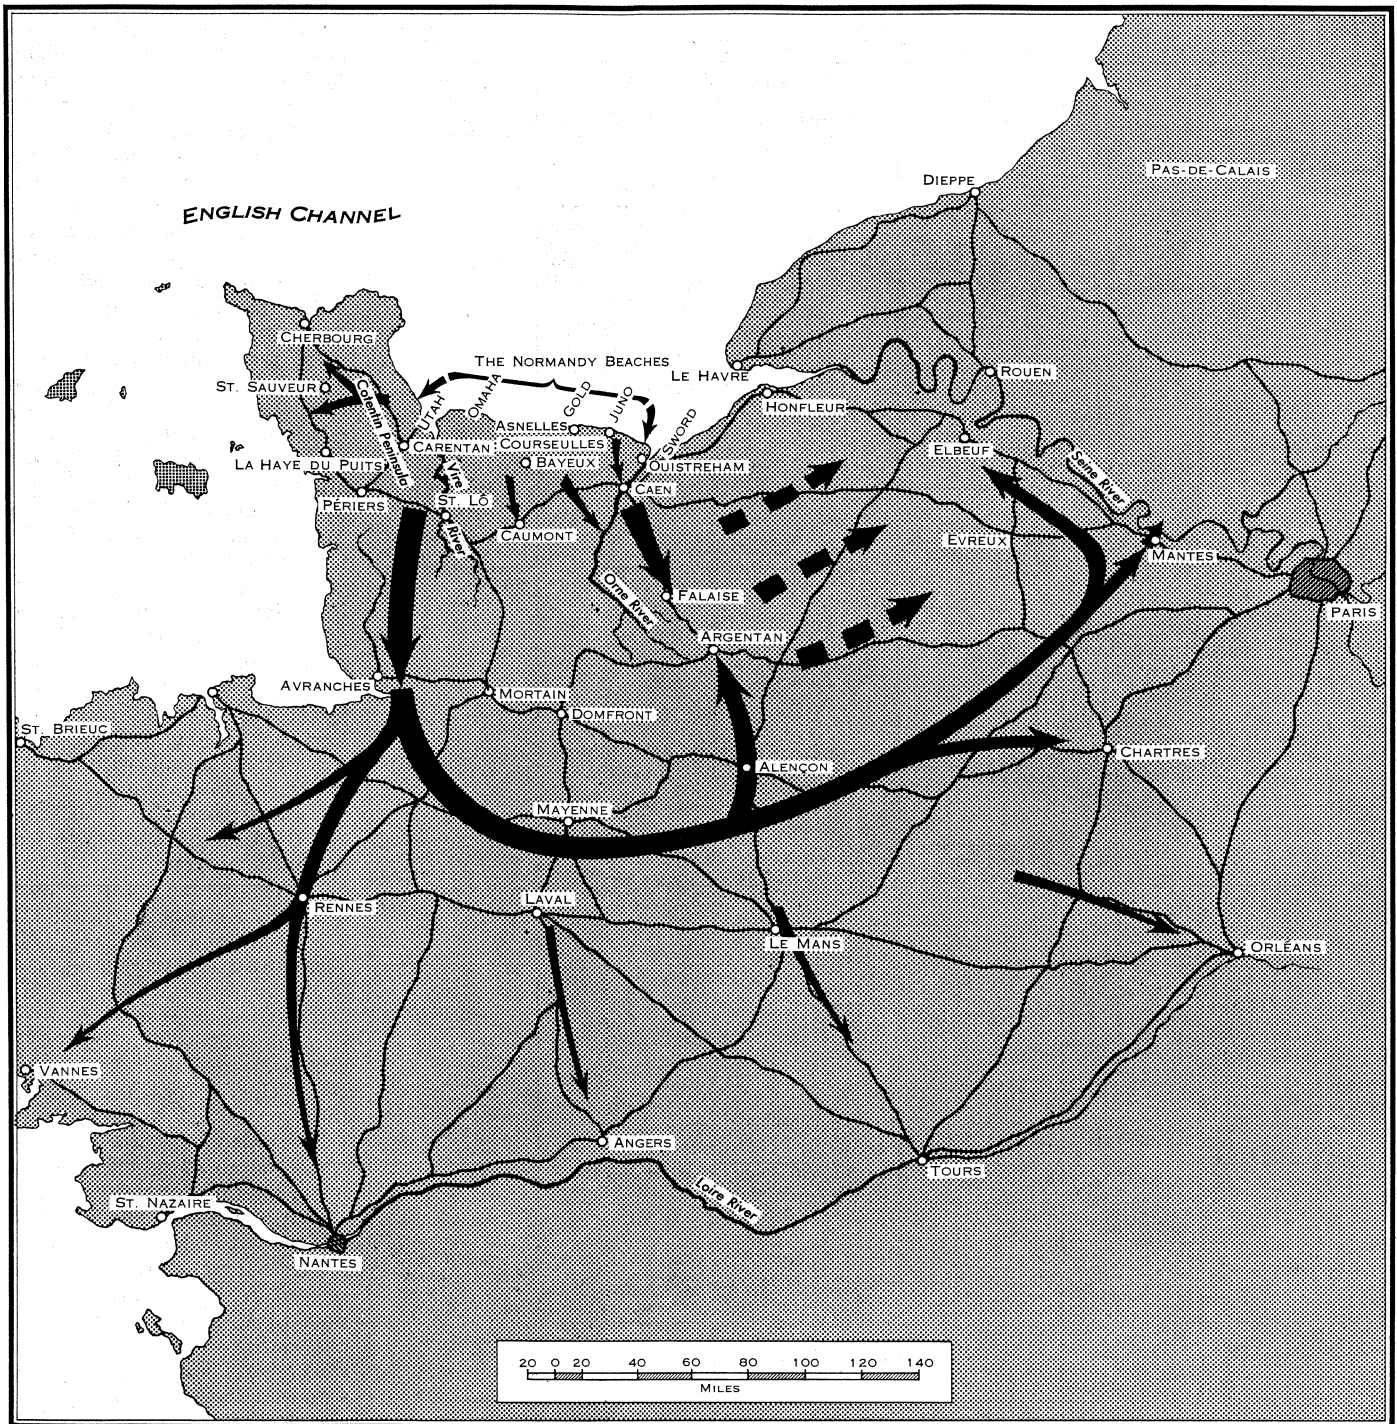 PAS-DE-CALAIS
DIEPPE
ENGLISH CHANNEL
CHERBOURG
THE NORMANDY BEACHES
LE HAVRE
ROUEN
ST. SAUVEUR
Cotentin Peninsula
UTAH
OMAHA
GOLD
JUNO
SWORD
HONFLEUR
ASNELLES
COURSEULLES
CARENTAN
ELBEUF
LA HAYE DU PUITS
BAYEUX
OUISTREHAM
Seine River
Vire River
CAEN
PÉRIERS
ST. LÔ
CAUMONT
EVREUX
MANTES
Orne River
FALAISE
PARIS
ARGENTAN
AVRANCHES
MORTAIN
DOMFRONT
ST. BRIEUC
CHARTRES
ALENÇON
MAYENNE
LAVAL
RENNES
LE MANS
ORLÉANS
VANNES
ANGERS
TOURS
Loire River
ST. NAZAIRE
NANTES
20 0 20 40 60 80 100 120 140
MILES